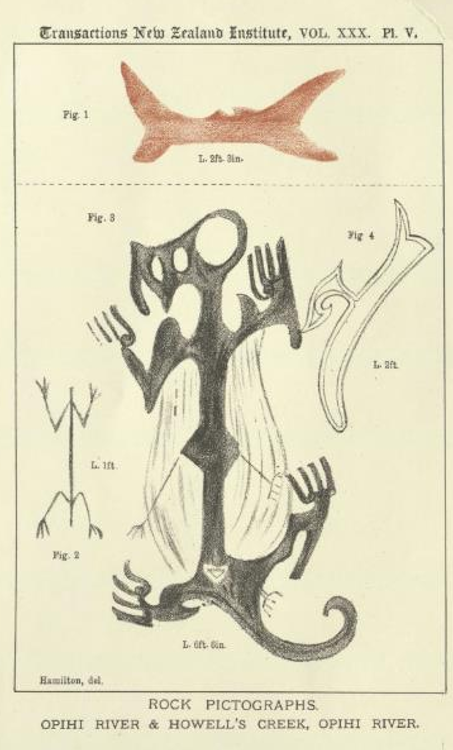 Transactions New Zealand Institute, VOL. XXX. Pl. V.
Fig. 1
L. 2ft. 3in.
Fig. 3
Fig 4
L. 2ft.
L. 1ft.
Fig. 2
L. 6ft. 6in.
Hamilton, del.
ROCK PICTOGRAPHS.
OPIHI RIVER & HOWELL'S CREEK, OPIHI RIVER.